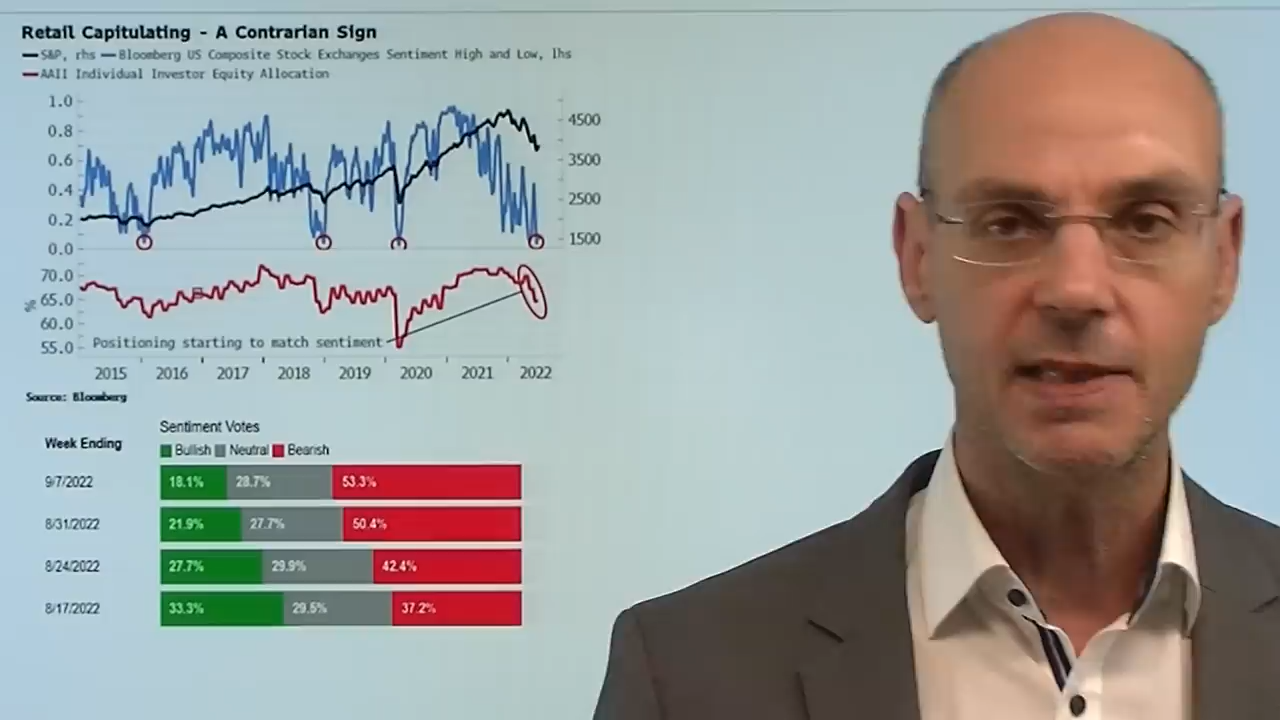 Retail Capitulating - A Contrarian Sign
S&P, rhs Bloomberg US Composite Stock Exchanges Sentiment High and Low, lhs
AAII Individual Investor Equity Allocation
1.0
0.8
0.6
0.4
0.2
0.0
4500
3500
2500
1500
70.0
65.0
60.0
55.0
%
Positioning starting to match sentiment
2015 2016 2017 2018 2019 2020 2021 2022
Source: Bloomberg
Sentiment Votes
Week Ending
Bullish Neutral Bearish
9/7/2022 18.1% 28.7% 53.3%
8/31/2022 21.9% 27.7% 50.4%
8/24/2022 27.7% 29.9% 42.4%
8/17/2022 33.3% 29.5% 37.2%